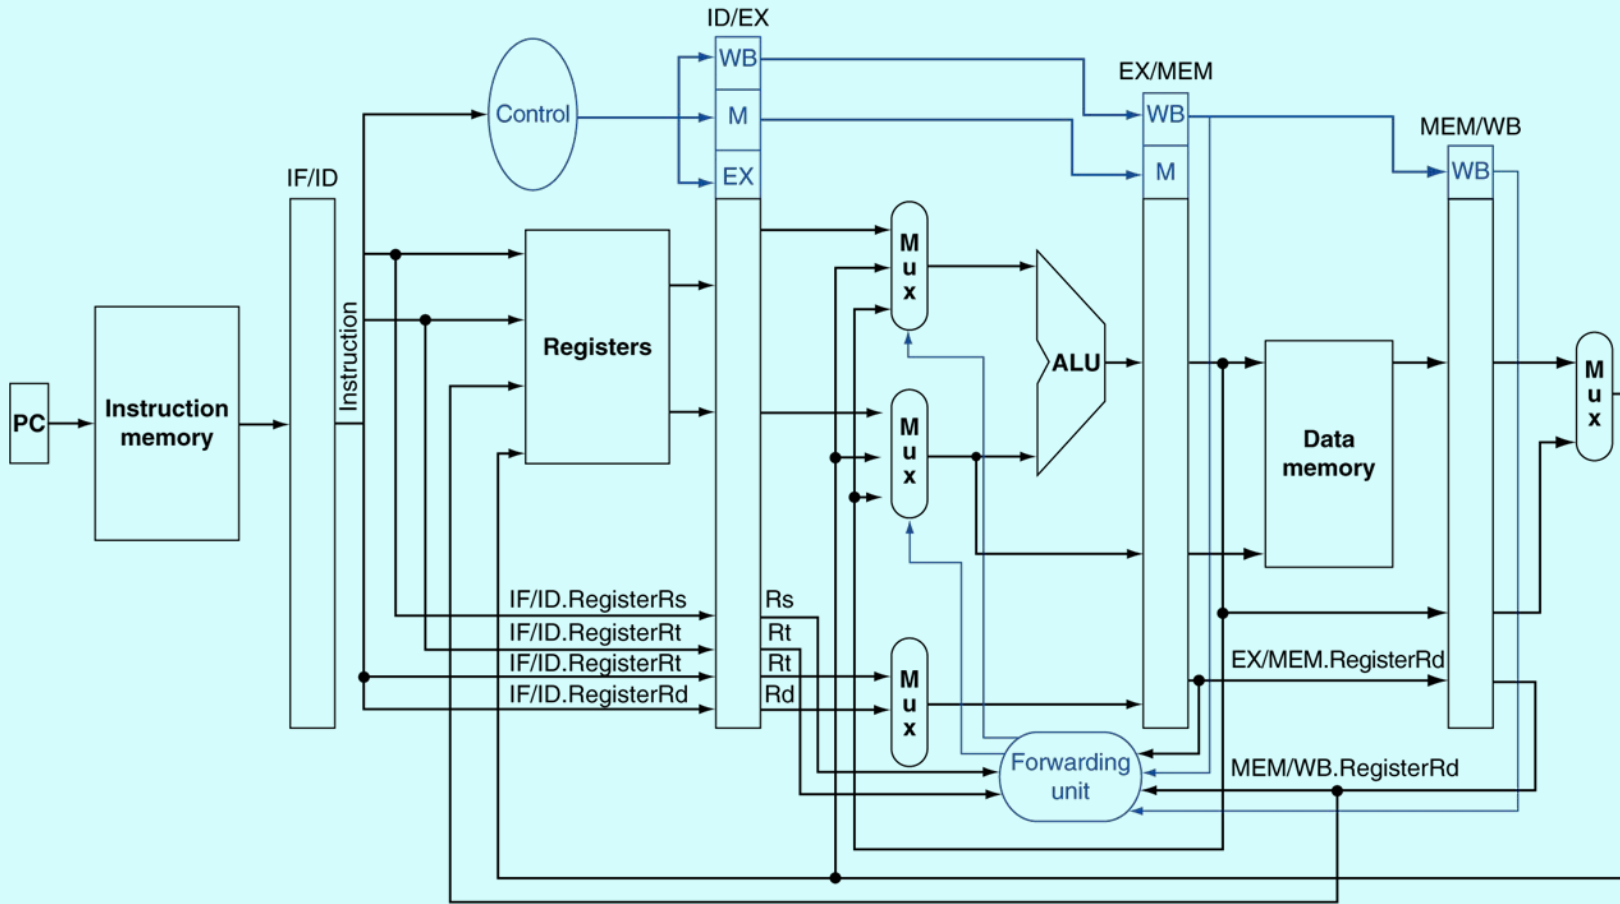 ID/EX
WB
EX/MEM
Control
M
WB
MEM/WB
EX
M
WB
IF/ID
M
u
x
Instruction
Registers
ALU
PC
Instruction
memory
M
u
x
Data
memory
M
u
x
IF/ID.RegisterRs
Rs
IF/ID.RegisterRt
Rt
IF/ID.RegisterRt
Rt
IF/ID.RegisterRd
Rd
M
u
x
EX/MEM.RegisterRd
Forwarding
unit
MEM/WB.RegisterRd